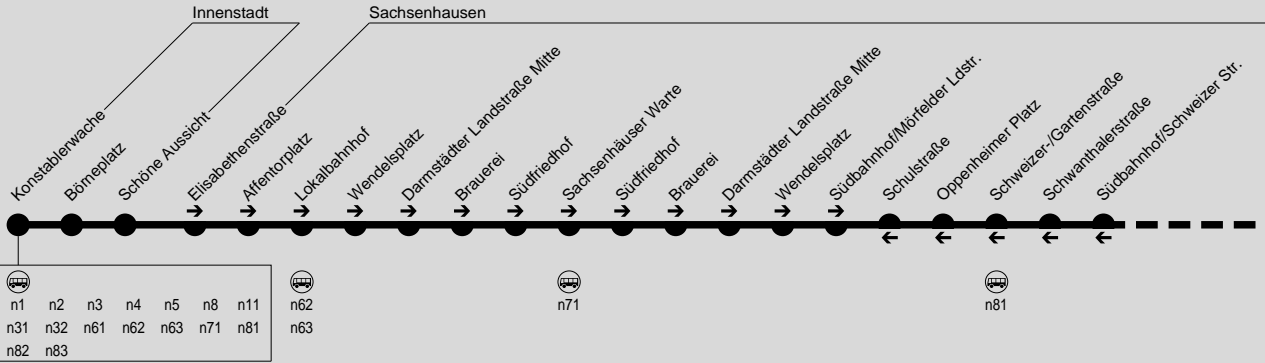 Innenstadt
Sachsenhausen
Konstablerwache
Börneplatz
Schöne Aussicht
Elisabethenstraße
Affentorplatz
Lokalbahnhof
Wendelsplatz
Darmstädter Landstraße Mitte
Brauerei
Südfriedhof
Sachsenhäuser Warte
Südfriedhof
Brauerei
Darmstädter Landstraße Mitte
Wendelsplatz
Südbahnhof/Mörfelder Ldstr.
Schulstraße
Oppenheimer Platz
Schweizer-/Gartenstraße
Schwanthalerstraße
Südbahnhof/Schweizer Str.
n1 n2 n3 n4 n5 n8 n11
n31 n32 n61 n62 n63 n71 n81
n82 n83
n62
n63
n71
n81